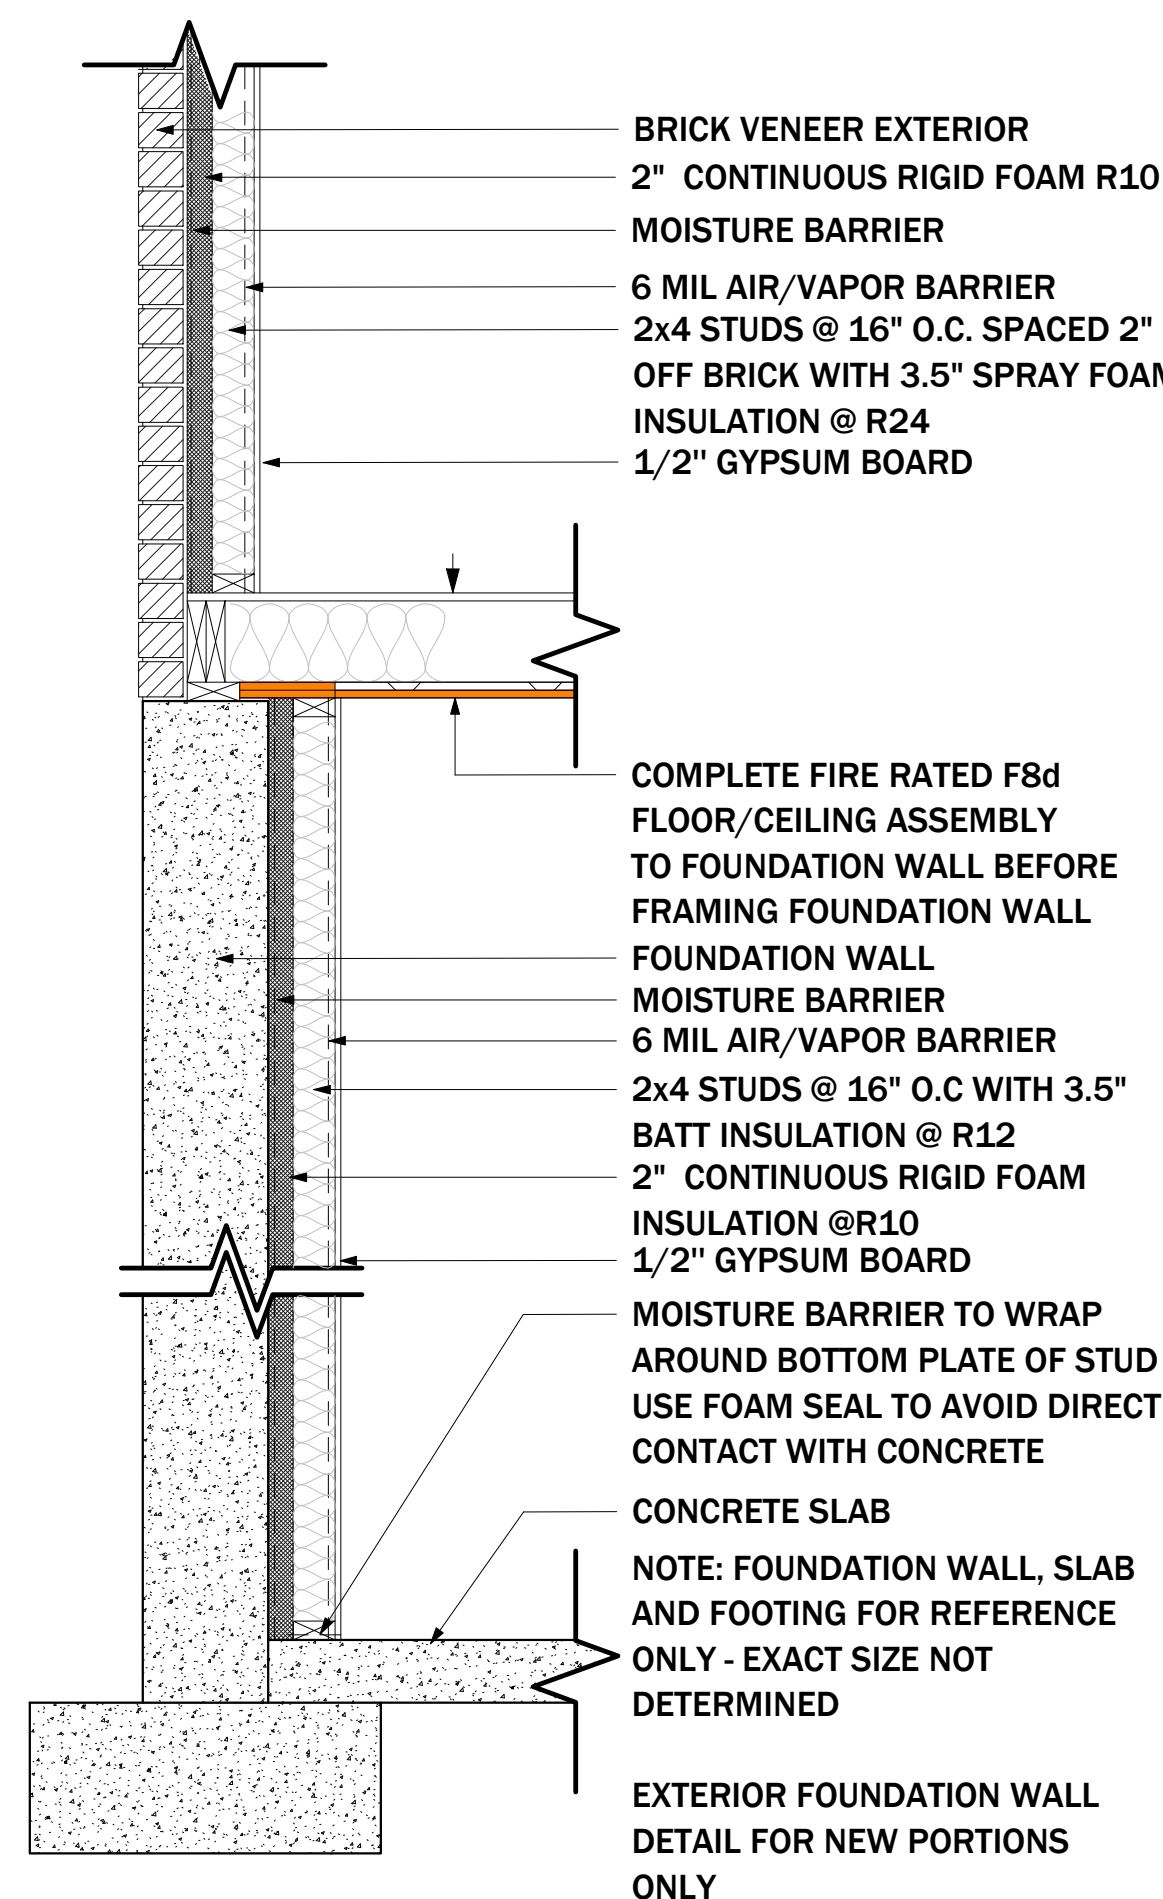 BRICK VENEER EXTERIOR
2" CONTINUOUS RIGID FOAM R10
MOISTURE BARRIER
6 MIL AIR/VAPOR BARRIER
2x4 STUDS @ 16" O.C. SPACED 2"
OFF BRICK WITH 3.5" SPRAY
INSULATION @ R24
1/2" GYPSUM BOARD
COMPLETE FIRE RATED F8d
FLOOR/CEILING ASSEMBLY
TO FOUNDATION WALL BEFORE
FRAMING FOUNDATION WALL
FOUNDATION WALL
MOISTURE BARRIER
6 MIL AIR/VAPOR BARRIER
2x4 STUDS @ 16" O.C WITH 3.5"
BATT INSULATION @ R12
2" CONTINUOUS RIGID FOAM
INSULATION @R10
1/2" GYPSUM BOARD
MOISTURE BARRIER TO WRAP
AROUND BOTTOM PLATE OF STUD
USE FOAM SEAL TO AVOID DIRECT
CONTACT WITH CONCRETE
CONCRETE SLAB
NOTE: FOUNDATION WALL, SLAB
AND FOOTING FOR REFERENCE
ONLY - EXACT SIZE NOT
DETERMINED
EXTERIOR FOUNDATION WALL
DETAIL FOR NEW PORTIONS
ONLY